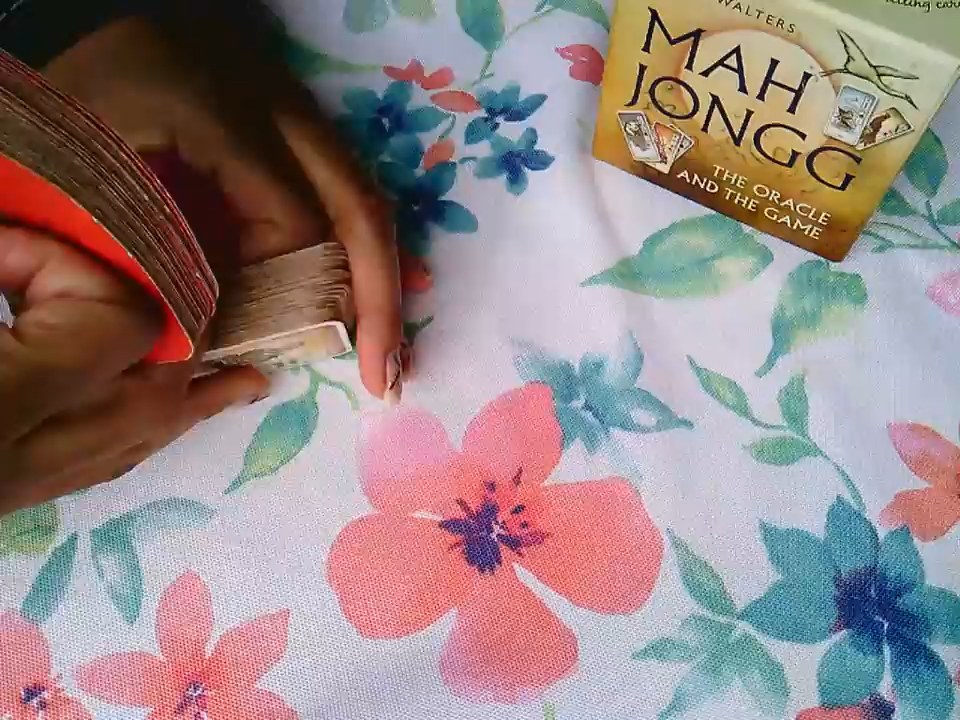 WALTERS
MAH
JONGG
THE ORACLE
AND THE GAME